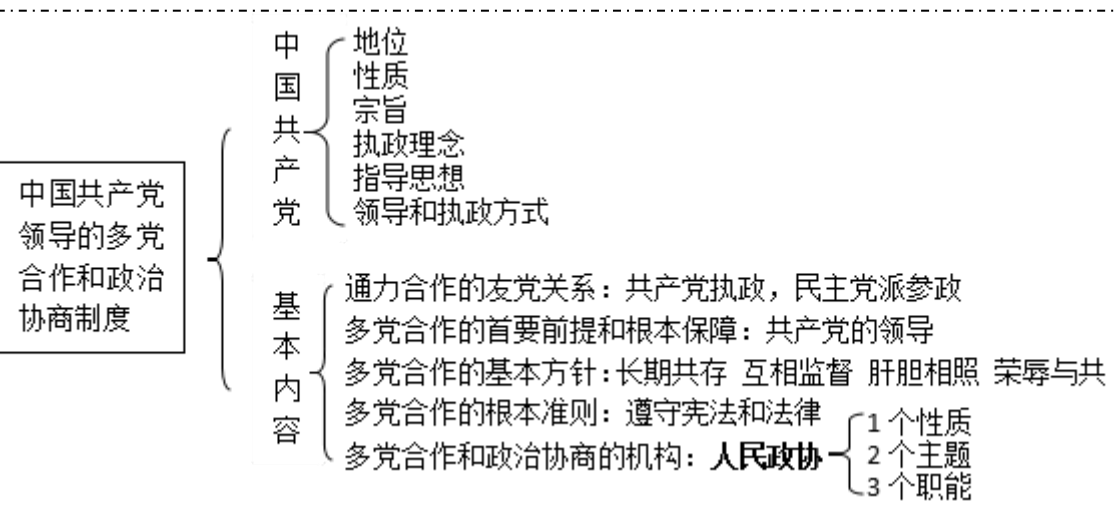 中国共产党
领导的多党
合作和政治
协商制度
中国共产党
地位
性质
宗旨
执政理念
指导思想
领导和执政方式
基本内容
通力合作的友党关系：共产党执政，民主党派参政
多党合作的首要前提和根本保障：共产党的领导
多党合作的基本方针：长期共存 互相监督 肝胆相照 荣辱与共
多党合作的根本准则：遵守宪法和法律
多党合作和政治协商的机构：人民政协
1 个性质
2 个主题
3 个职能